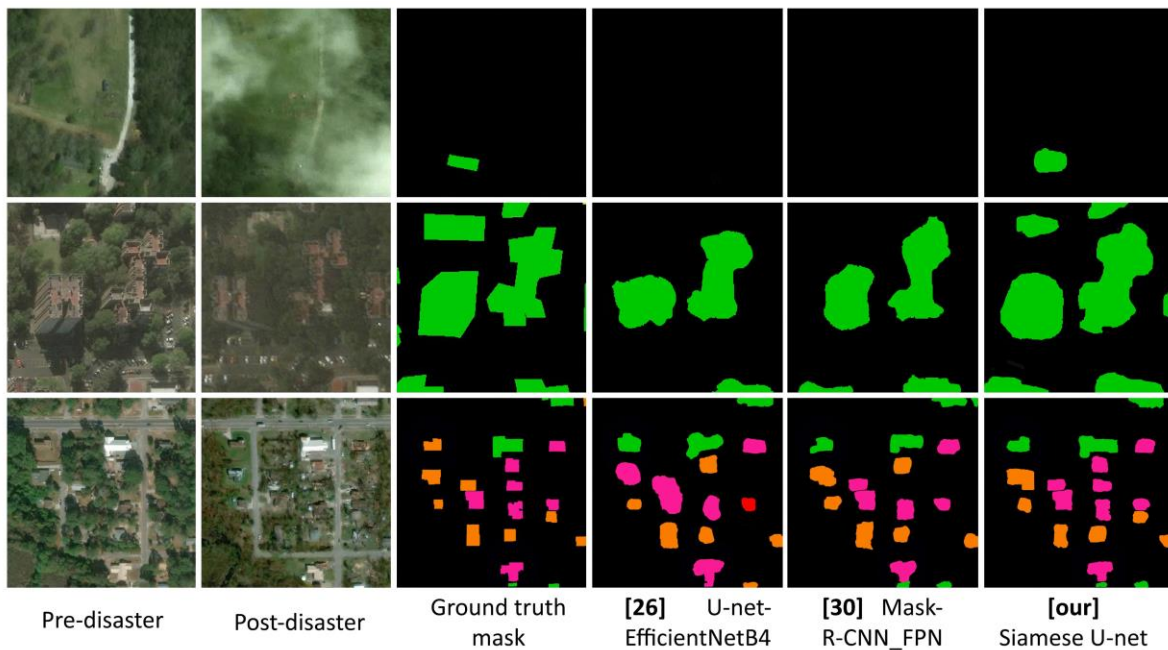 Pre-disaster
Post-disaster
Ground truth
mask
[26] U-net-
EfficientNetB4
[30] Mask-
R-CNN_FPN
[our]
Siamese U-net